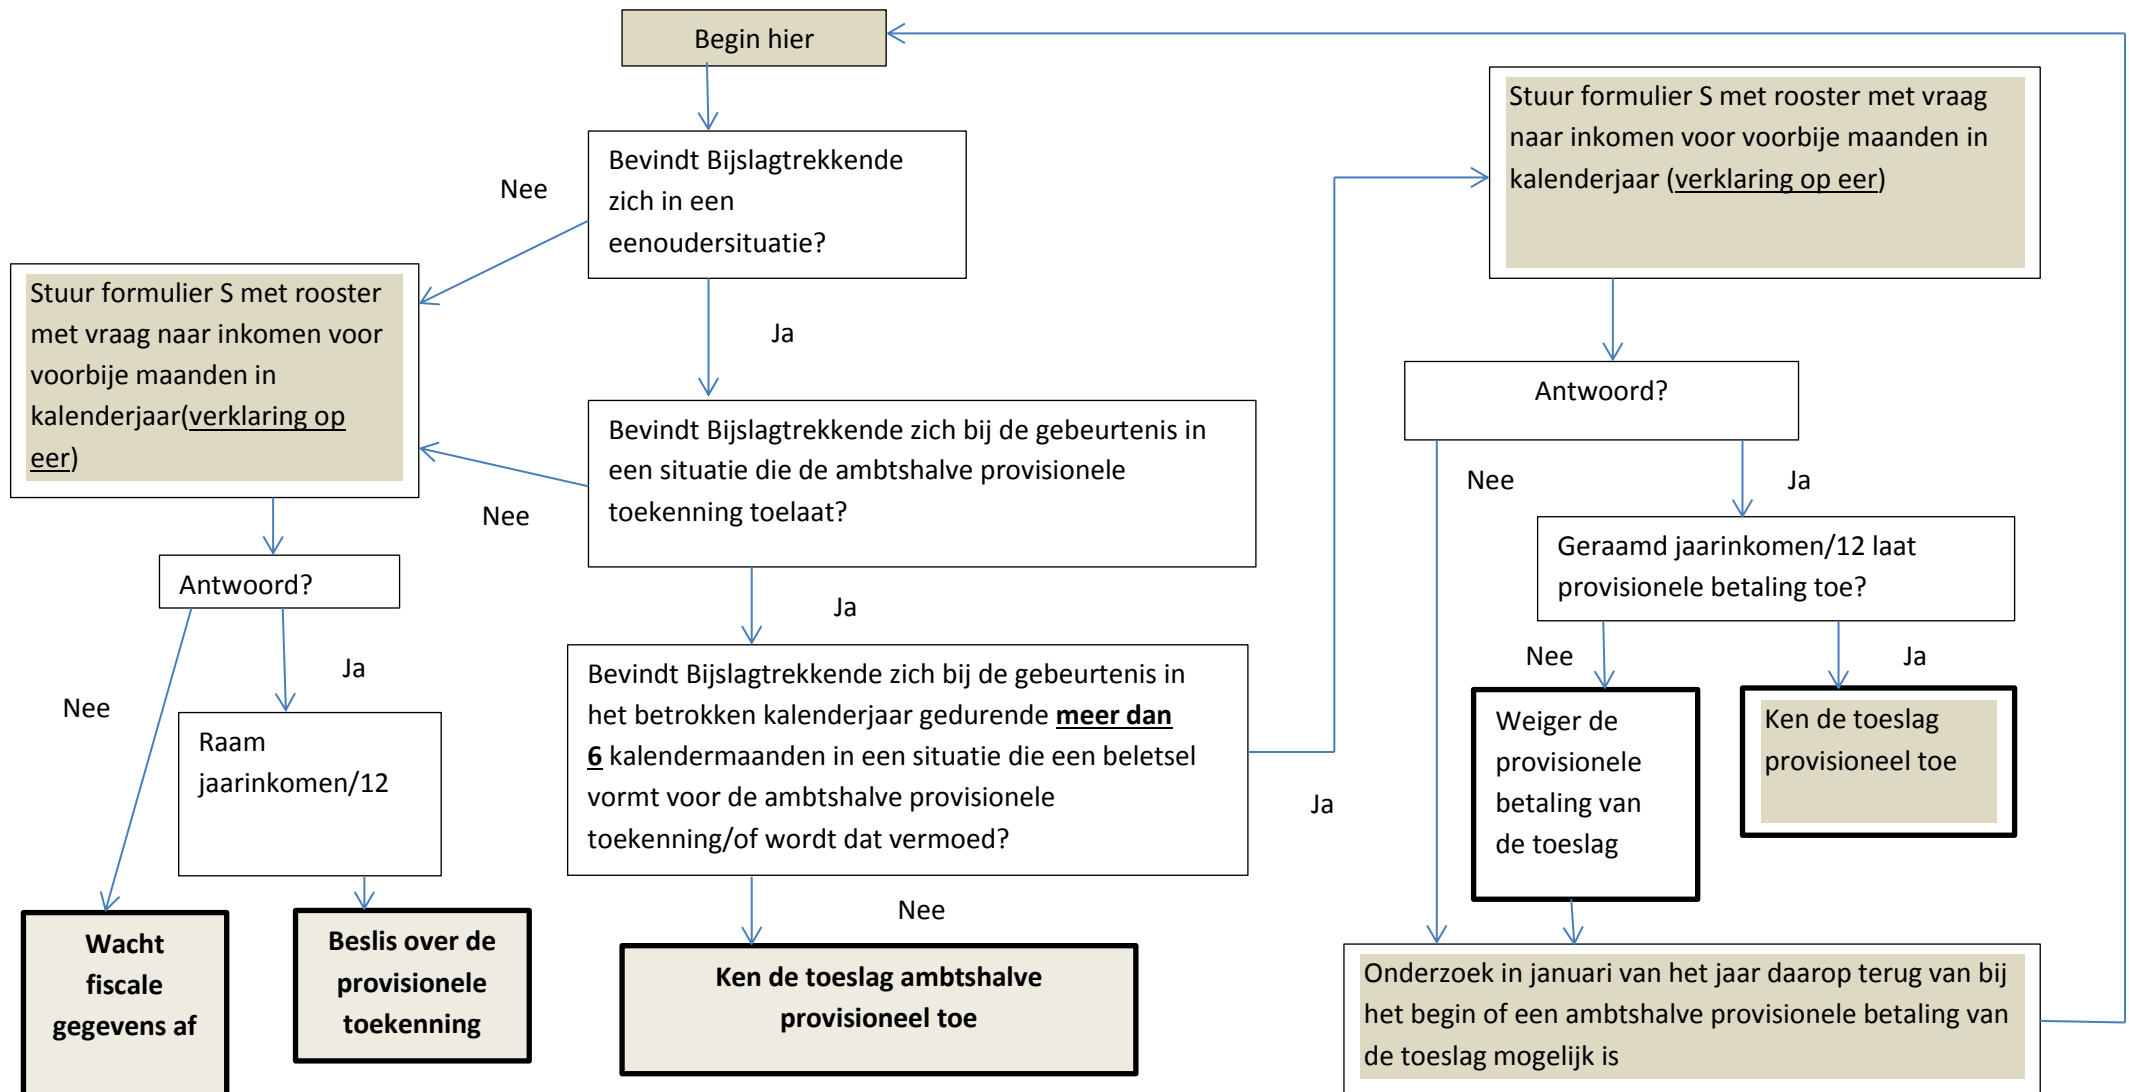 Begin hier
Bevindt Bijslagtrekkende
zich in een
eenoudersituatie?
Nee
Ja
Stuur formulier S met rooster
met vraag naar inkomen voor
voorbije maanden in
kalenderjaar(verklaring op
eer)
Bevindt Bijslagtrekkende zich bij de gebeurtenis in
een situatie die de ambtshalve provisionele
toekenning toelaat?
Nee
Ja
Antwoord?
Nee
Ja
Raam
jaarinkomen/12
Wacht
fiscale
gegevens af
Beslis over de
provisionele
toekenning
Bevindt Bijslagtrekkende zich bij de gebeurtenis in
het betrokken kalenderjaar gedurende meer dan
6 kalendermaanden in een situatie die een beletsel
vormt voor de ambtshalve provisionele
toekenning/of wordt dat vermoed?
Ja
Nee
Ken de toeslag ambtshalve
provisioneel toe
Stuur formulier S met rooster met vraag
naar inkomen voor voorbije maanden in
kalenderjaar (verklaring op eer)
Antwoord?
Nee
Ja
Geraamd jaarinkomen/12 laat
provisionele betaling toe?
Nee
Ja
Weiger de
provisionele
betaling van
de toeslag
Ken de toeslag
provisioneel toe
Onderzoek in januari van het jaar daarop terug van bij
het begin of een ambtshalve provisionele betaling van
de toeslag mogelijk is